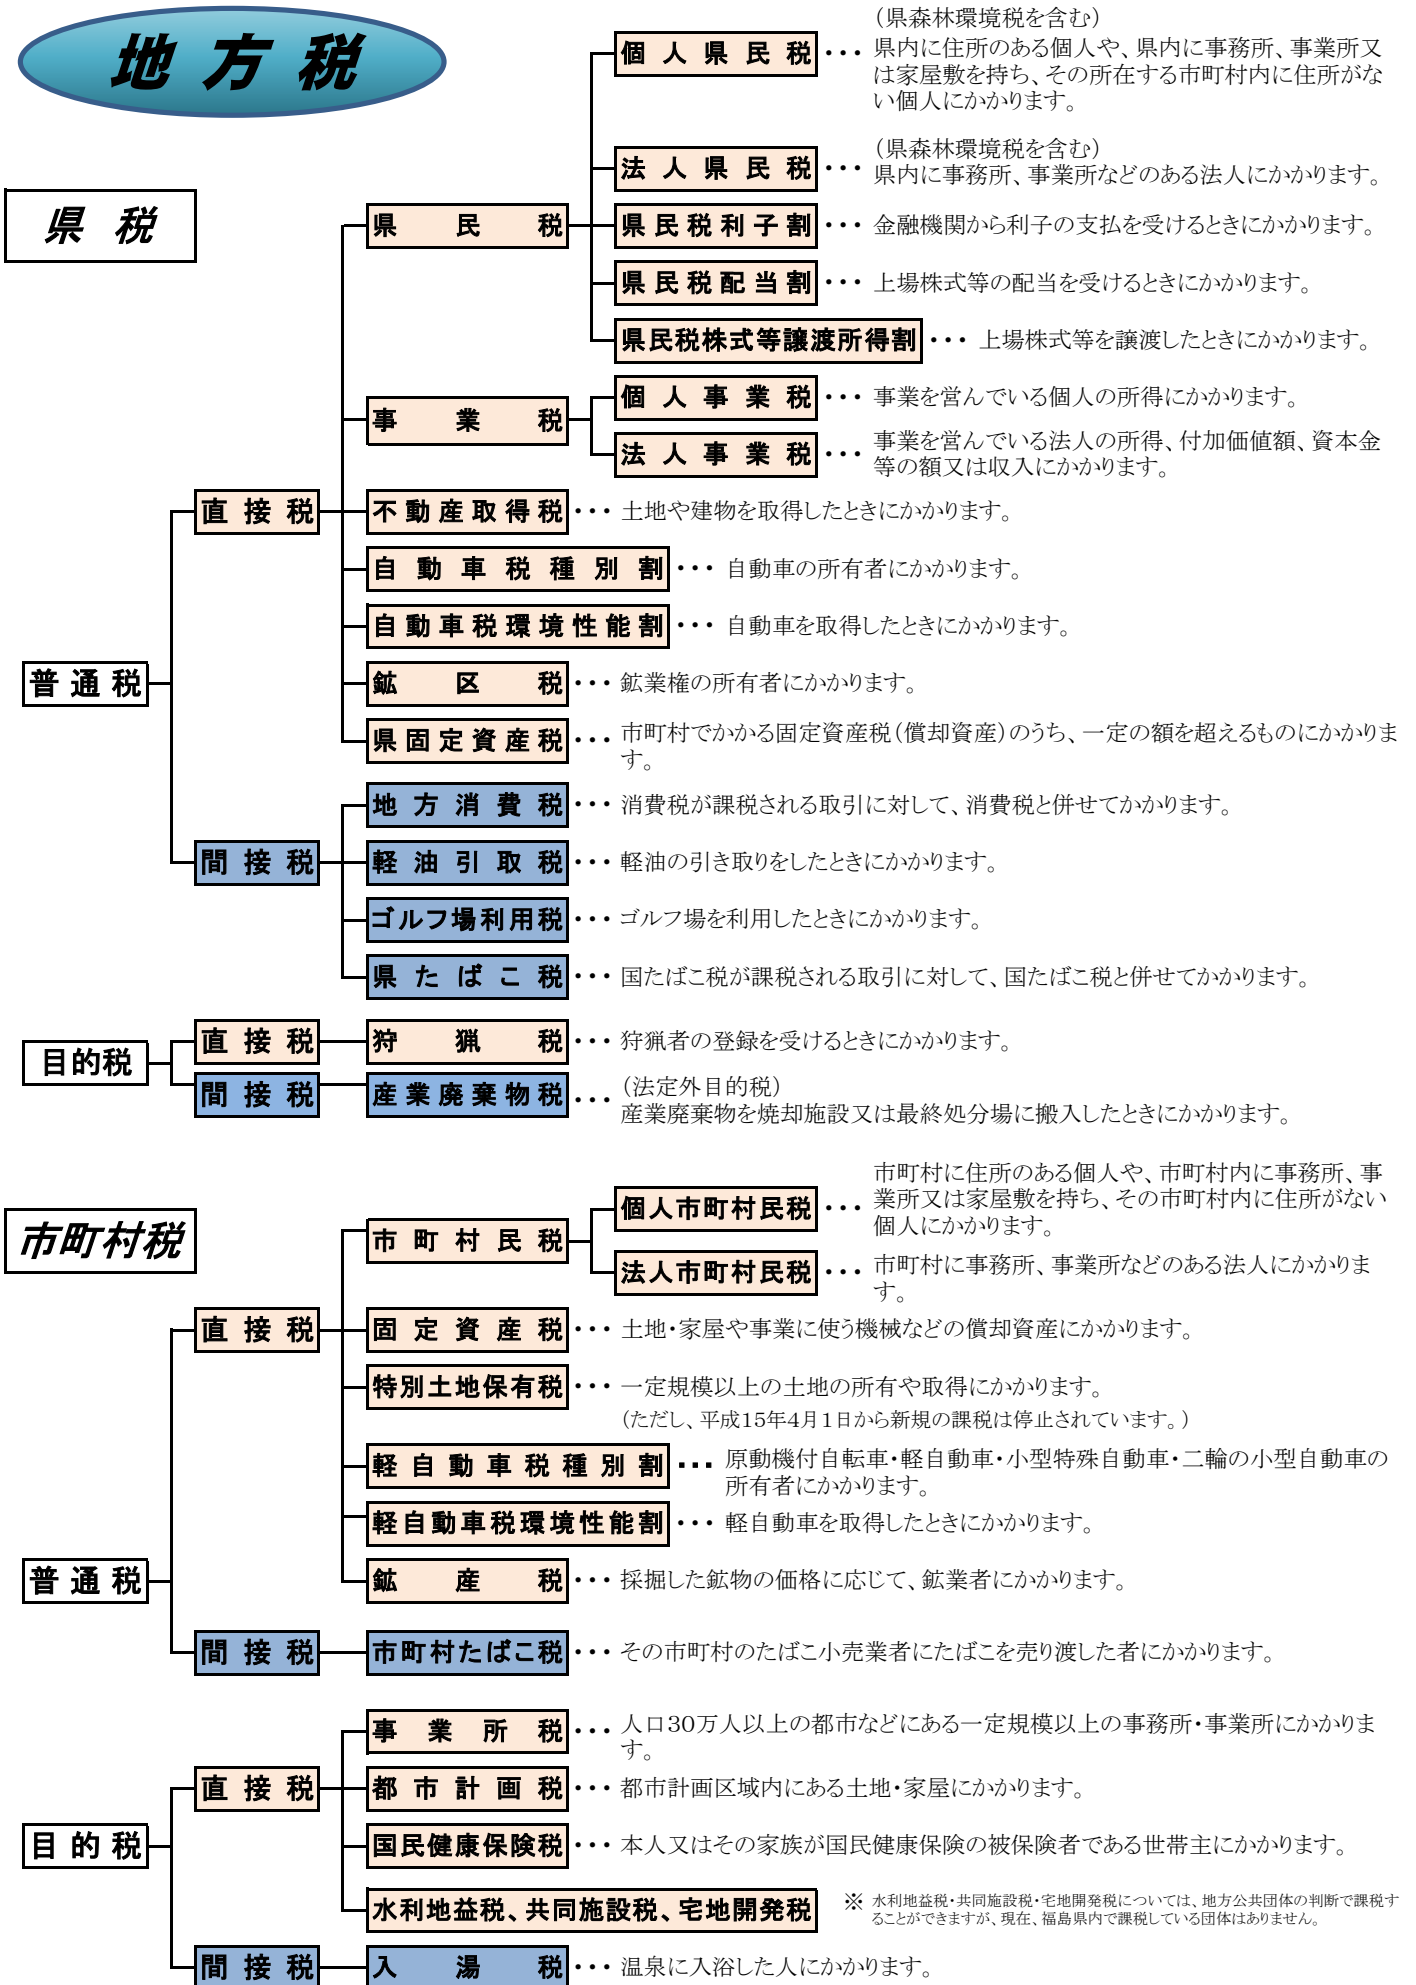 地方税
県税
普通税
直接税
県民税
個人県民税・・・
（県森林環境税を含む）
県内に住所のある個人や、県内に事務所、事業所又
は家屋敷を持ち、その所在する市町村内に住所がな
い個人にかかります。
法人県民税・・・
（県森林環境税を含む）
県内に事務所、事業所などのある法人にかかります。
県民税利子割・・・金融機関から利子の支払を受けるときにかかります。
県民税配当割・・・上場株式等の配当を受けるときにかかります。
県民税株式等譲渡所得割・・・上場株式等を譲渡したときにかかります。
事業税
個人事業税・・・事業を営んでいる個人の所得にかかります。
法人事業税・・・事業を営んでいる法人の所得、付加価値額、資本金
等の額又は収入にかかります。
不動産取得税・・・土地や建物を取得したときにかかります。
自動車税種別割・・・自動車の所有者にかかります。
自動車税環境性能割・・・自動車を取得したときにかかります。
鉱区税・・・鉱業権の所有者にかかります。
県固定資産税・・・市町村でかかる固定資産税（償却資産）のうち、一定の額を超えるものにかかりま
す。
間接税
地方消費税・・・消費税が課税される取引に対して、消費税と併せてかかります。
軽油引取税・・・軽油の引き取りをしたときにかかります。
ゴルフ場利用税・・・ゴルフ場を利用したときにかかります。
県たばこ税・・・国たばこ税が課税される取引に対して、国たばこ税と併せてかかります。
目的税
直接税
狩猟税・・・狩猟者の登録を受けるときにかかります。
間接税
産業廃棄物税・・・
（法定外目的税）
産業廃棄物を焼却施設又は最終処分場に搬入したときにかかります。
市町村税
普通税
直接税
市町村民税
個人市町村民税・・・
市町村に住所のある個人や、市町村内に事務所、事
業所又は家屋敷を持ち、その市町村内に住所がない
個人にかかります。
法人市町村民税・・・市町村に事務所、事業所などのある法人にかかりま
す。
固定資産税・・・土地・家屋や事業に使う機械などの償却資産にかかります。
特別土地保有税・・・一定規模以上の土地の所有や取得にかかります。
（ただし、平成15年4月1日から新規の課税は停止されています。）
軽自動車税種別割・・・原動機付自転車・軽自動車・小型特殊自動車・二輪の小型自動車の
所有者にかかります。
軽自動車税環境性能割・・・軽自動車を取得したときにかかります。
鉱産税・・・採掘した鉱物の価格に応じて、鉱業者にかかります。
間接税
市町村たばこ税・・・その市町村のたばこ小売業者にたばこを売り渡した者にかかります。
目的税
直接税
事業所税・・・人口30万人以上の都市などにある一定規模以上の事務所・事業所にかかりま
す。
都市計画税・・・都市計画区域内にある土地・家屋にかかります。
国民健康保険税・・・本人又はその家族が国民健康保険の被保険者である世帯主にかかります。
水利地益税、共同施設税、宅地開発税
※ 水利地益税・共同施設税・宅地開発税については、地方公共団体の判断で課税す
ることができますが、現在、福島県内で課税している団体はありません。
間接税
入湯税・・・温泉に入浴した人にかかります。